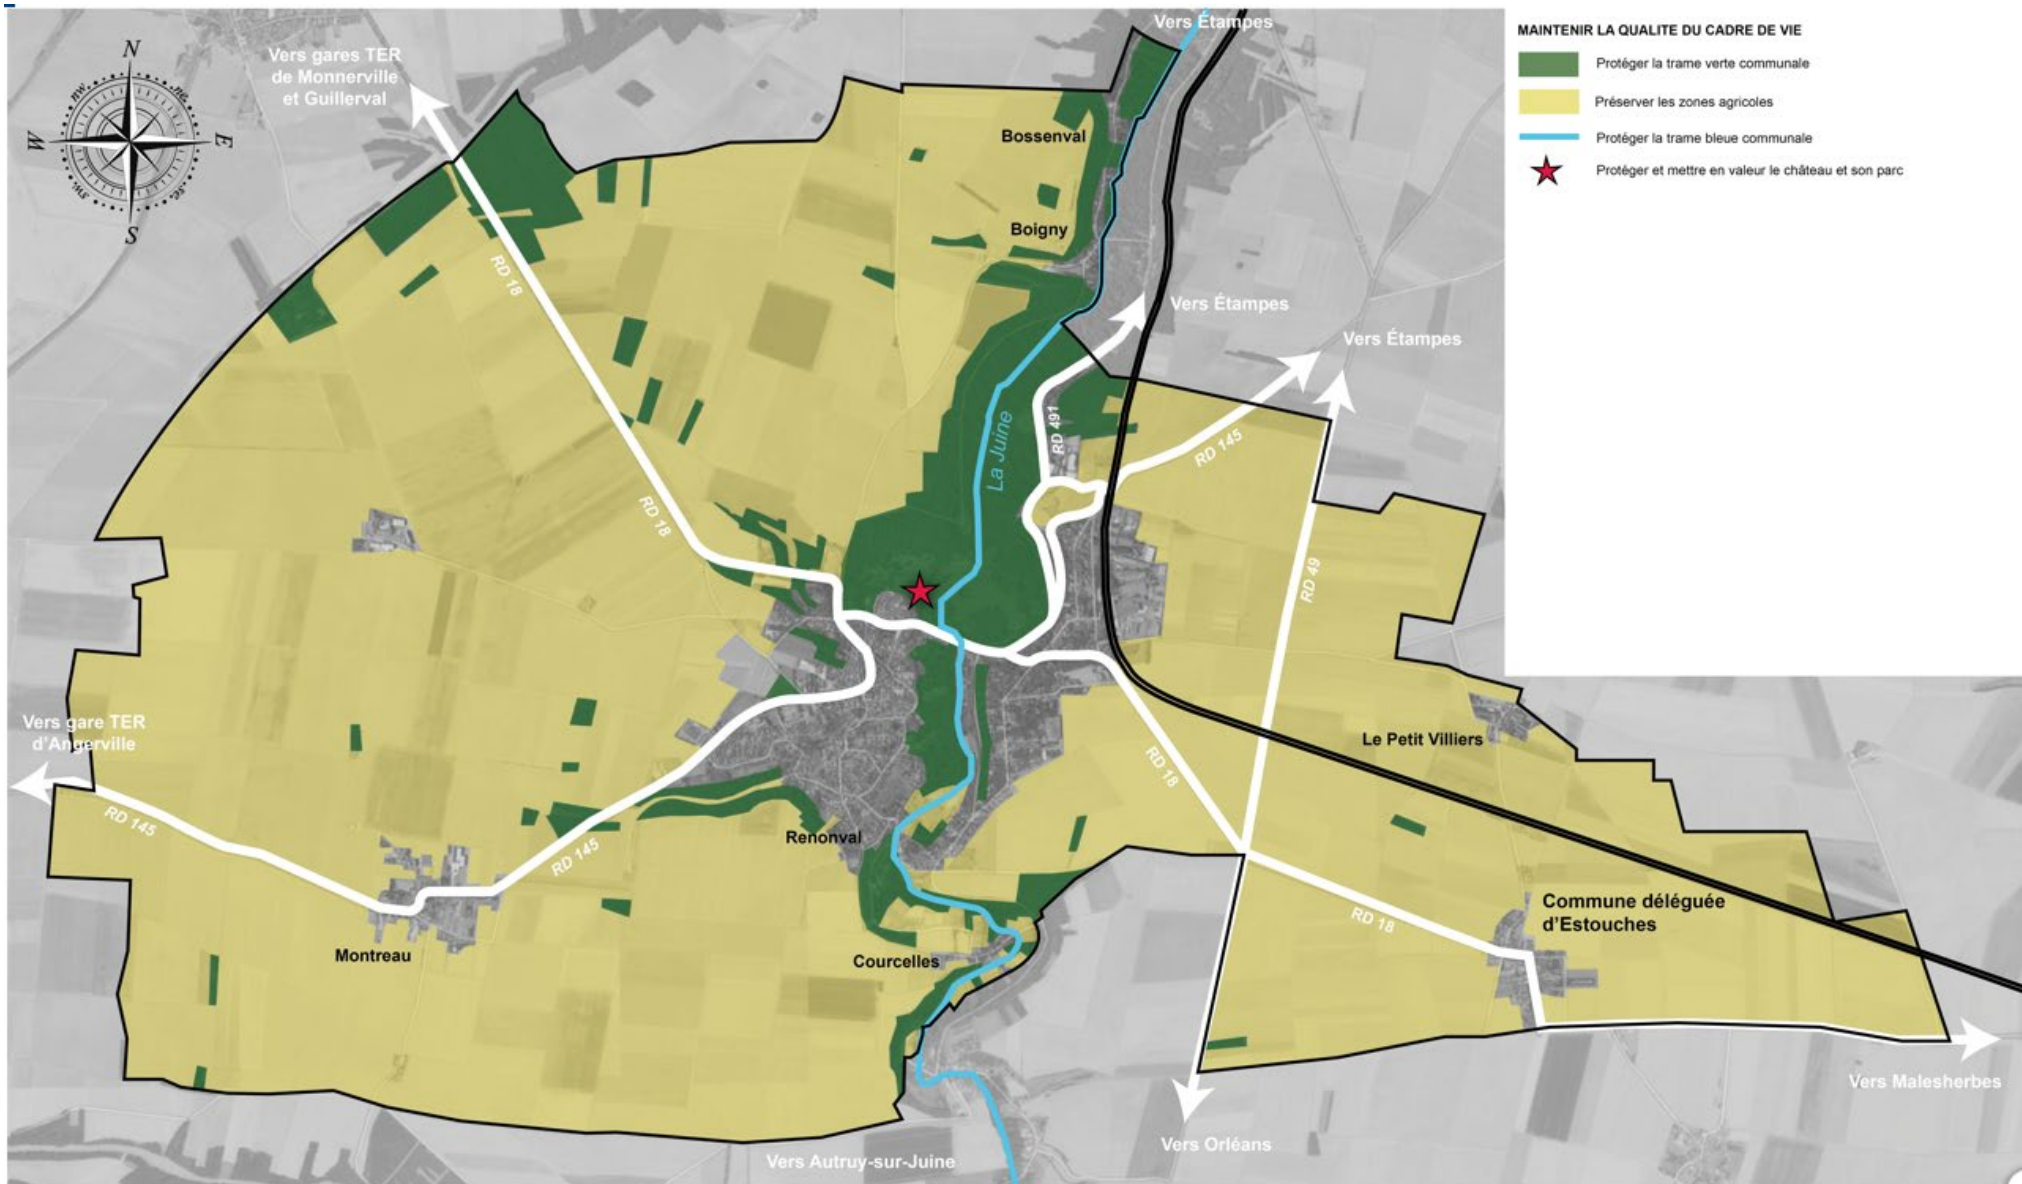 MAINTENIR LA QUALITE DU CADRE DE VIE
Protéger la trame verte communale
Préserver les zones agricoles
Protéger la trame bleue communale
Protéger et mettre en valeur le château et son parc
Vers Étampes
Vers gares TER
de Monnerville
et Guillerval
N
nw
ne
W
E
sw
se
S
Bossenval
Boigny
RD 18
Vers Étampes
Vers Étampes
La Juine
RD 491
RD 145
RD 18
RD 49
Vers gare TER
d'Angerville
Le Petit Villiers
RD 18
RD 145
Renonval
RD 145
Commune déléguée
d'Estouches
RD 18
Montreau
Courcelles
Vers Malesherbes
Vers Orléans
Vers Autruy-sur-Juine